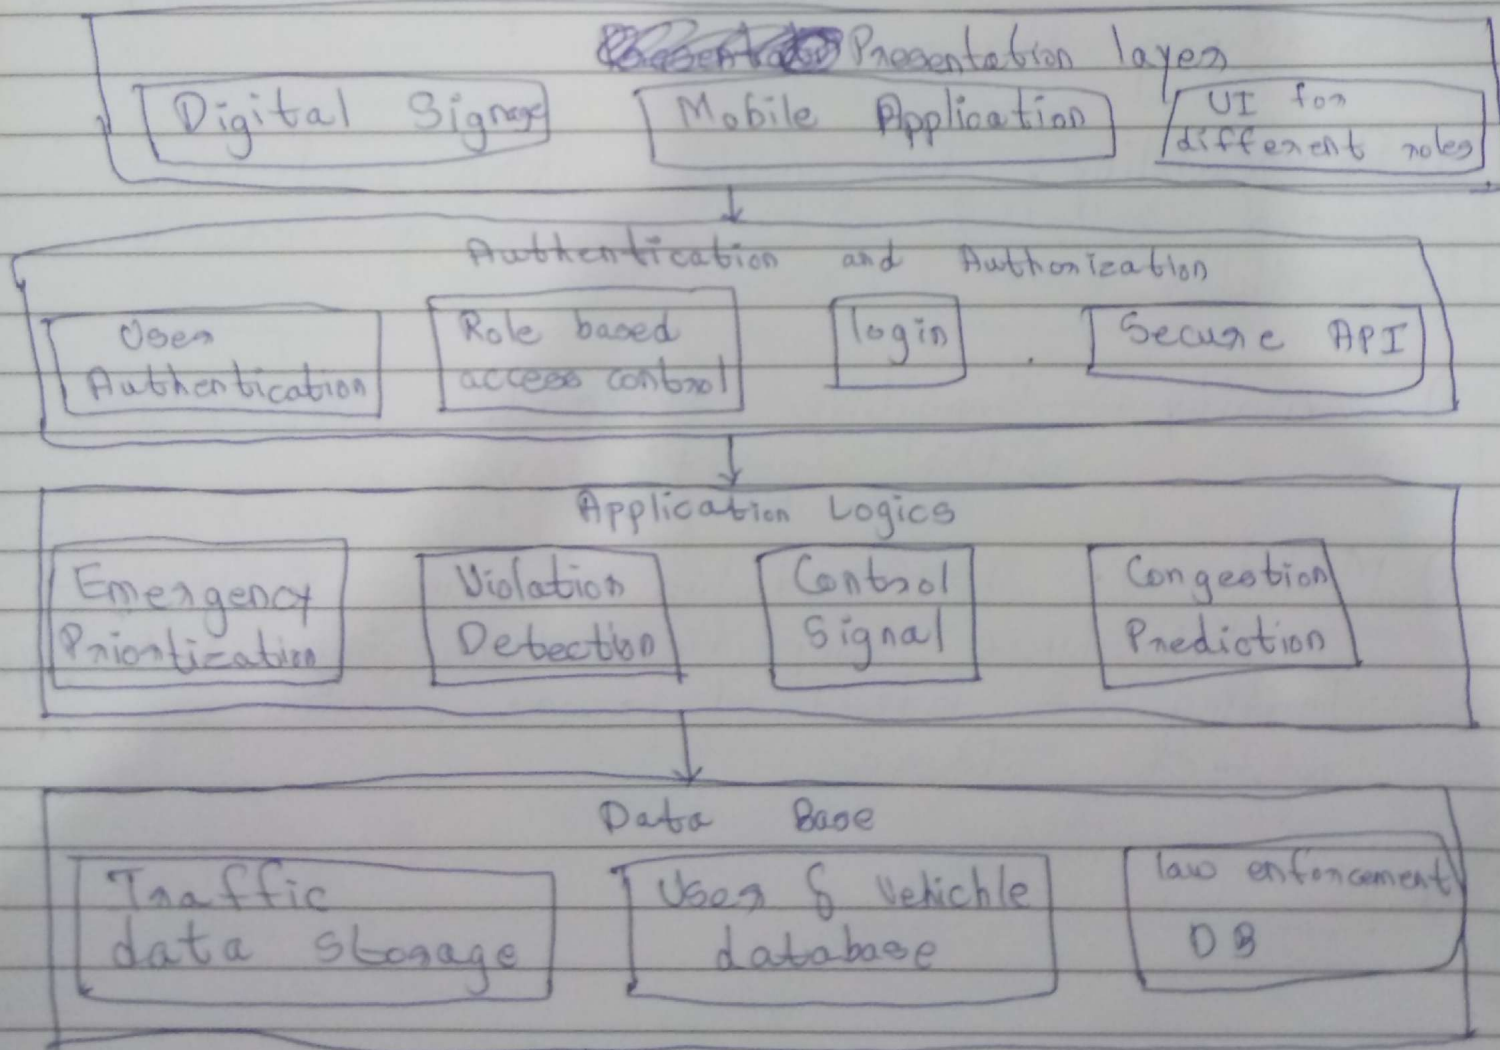 Presentation layer
Digital Signage
Mobile Application
UI for
different roles
Authentication and Authorization
User
Authentication
Role based
access control
login
Secure API
Application Logics
Emergency
Priortization
Violation
Detection
Control
Signal
Congestion
Prediction
Data Base
Traffic
data storage
User & Vehichle
database
law enforcement
DB